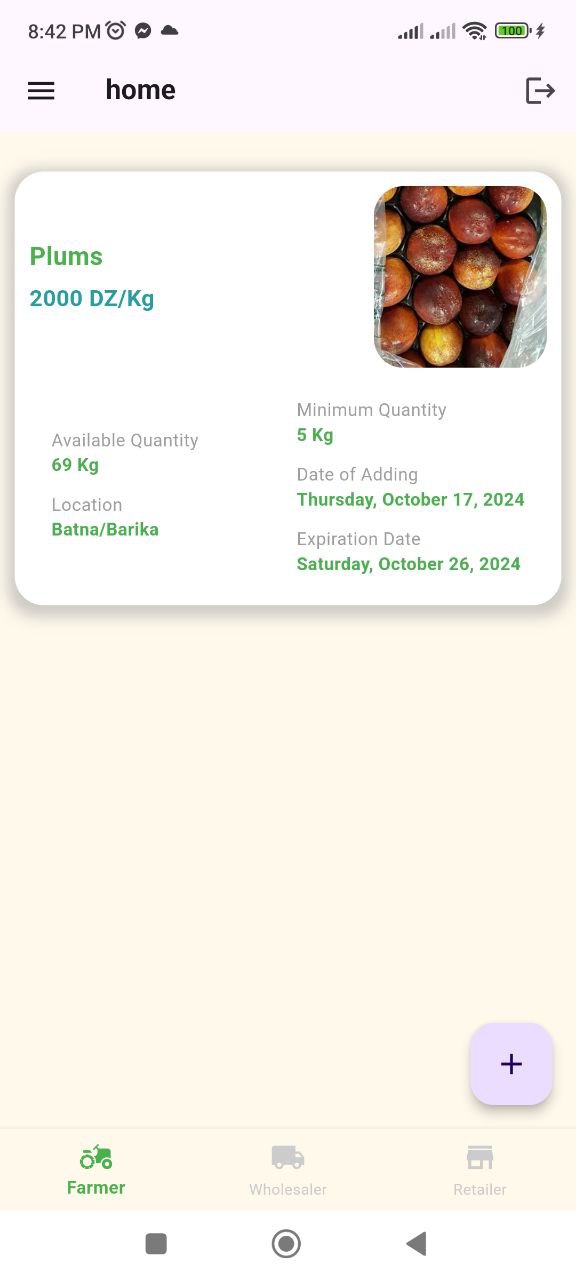 8:42 PM
100
home
Plums
2000 DZ/Kg
Available Quantity
69 Kg
Location
Batna/Barika
Minimum Quantity
5 Kg
Date of Adding
Thursday, October 17, 2024
Expiration Date
Saturday, October 26, 2024
+
Farmer
Wholesaler
Retailer